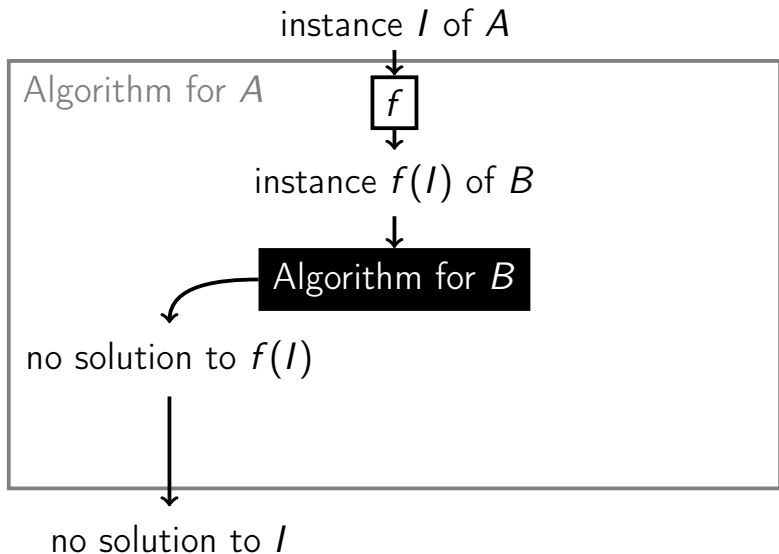 instance I of A
Algorithm for A
f
instance f(I) of B
Algorithm for B
no solution to f(I)
no solution to I